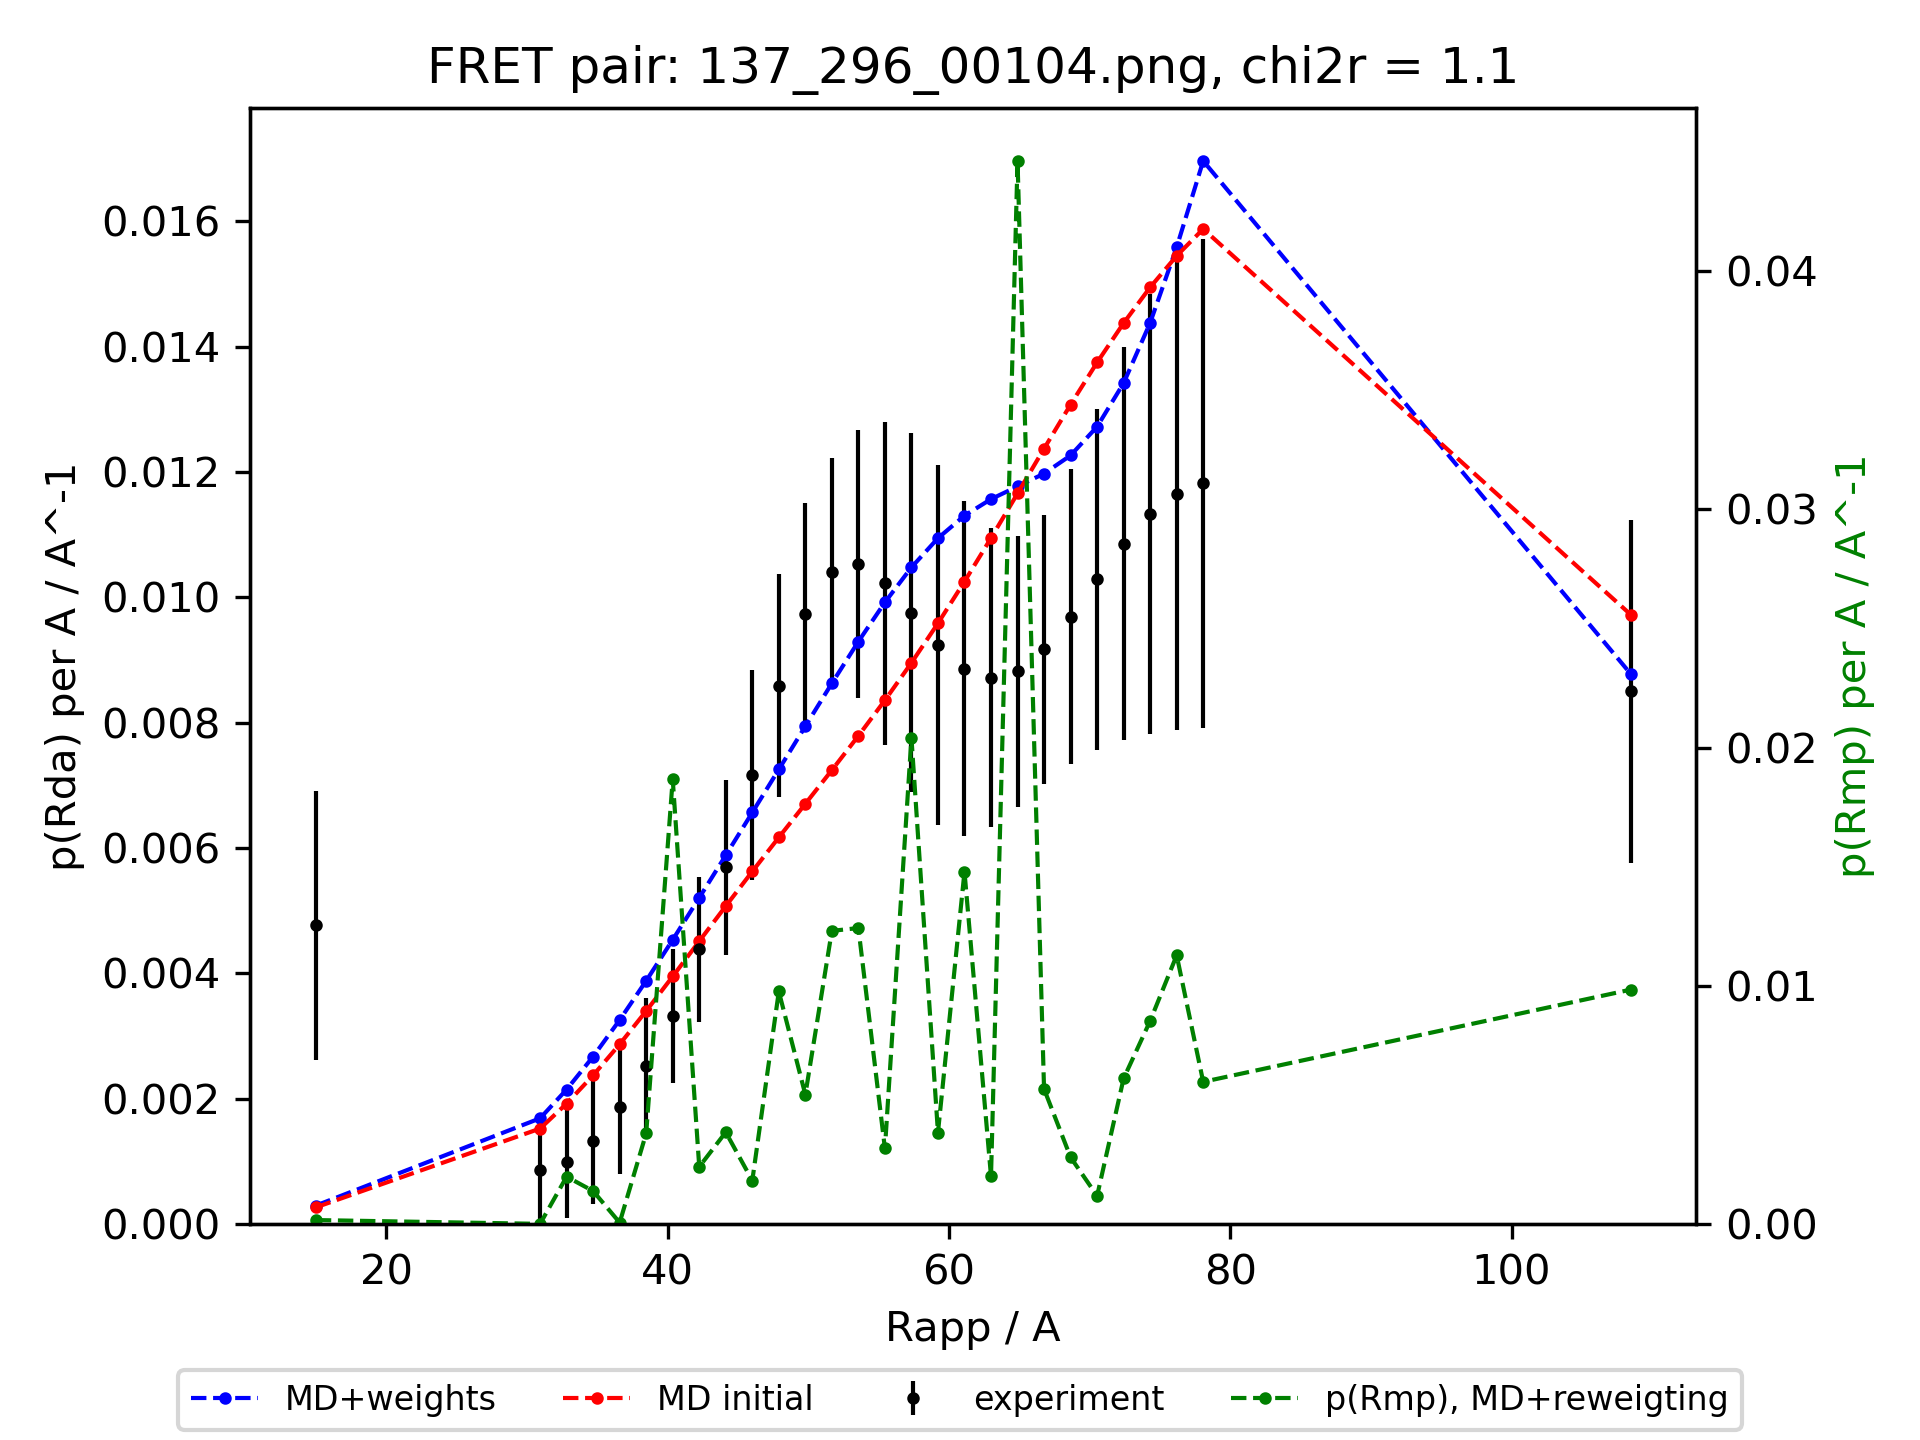 FRET pair: 137_296_00104.png, chi2r = 1.1
p(Rda) per A / A^-1
0.016
0.014
0.012
0.010
0.008
0.006
0.004
0.002
0.000
0.04
0.03
0.02
0.01
0.00
p(Rmp) per A / A^-1
20 40 60 80 100
Rapp / A
MD+weights MD initial experiment p(Rmp), MD+reweigting